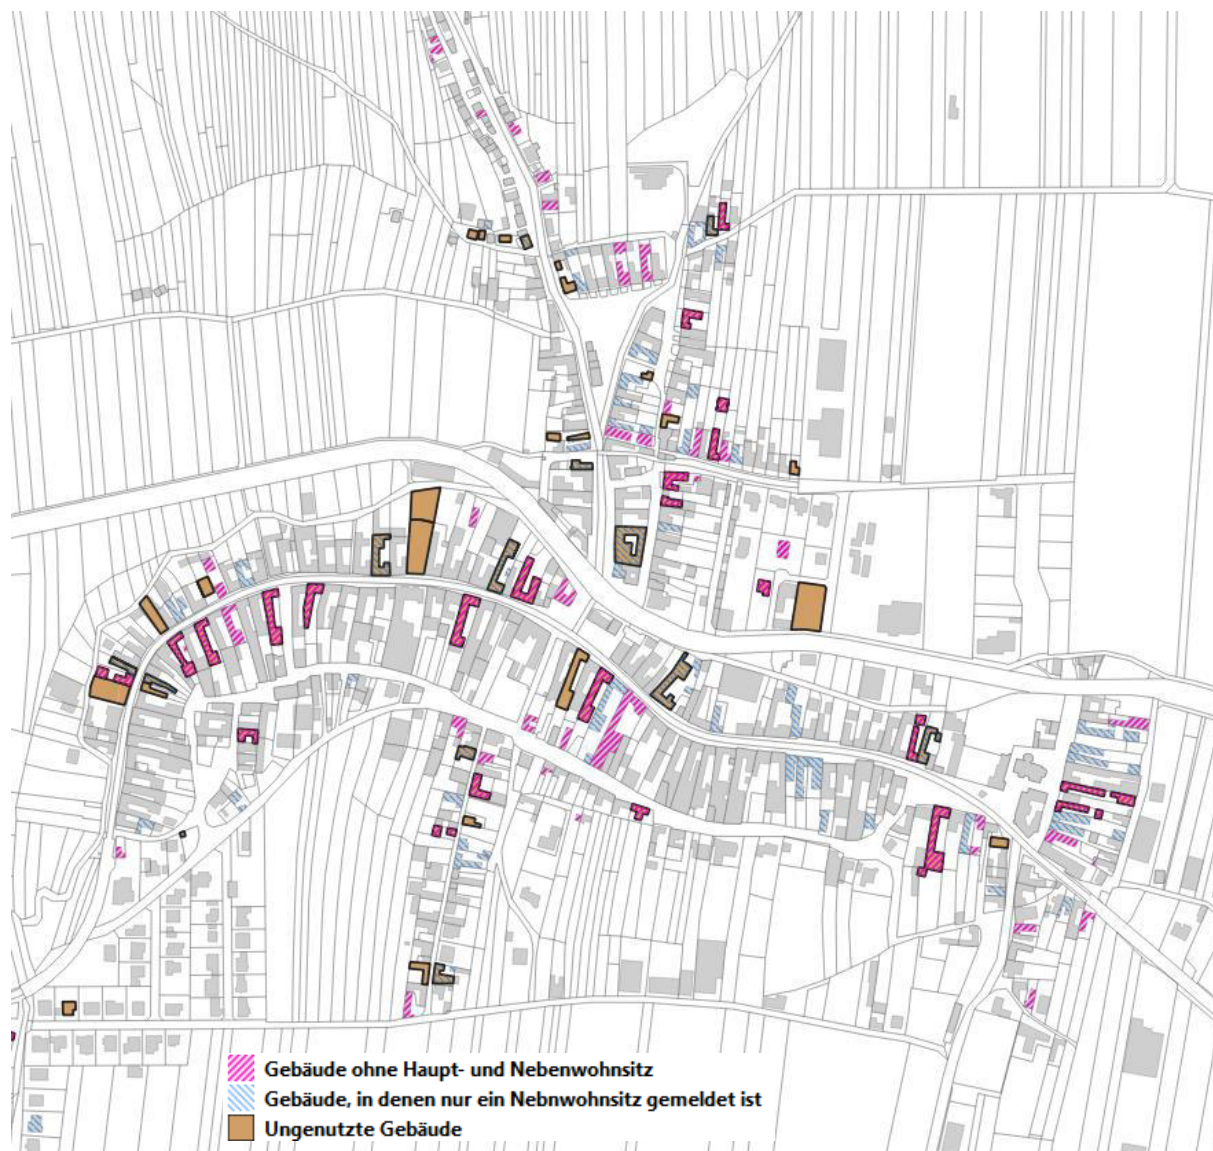 Gebäude ohne Haupt- und Nebenwohnsitz
Gebäude, in denen nur ein Nebnwohnsitz gemeldet ist
Ungenutzte Gebäude